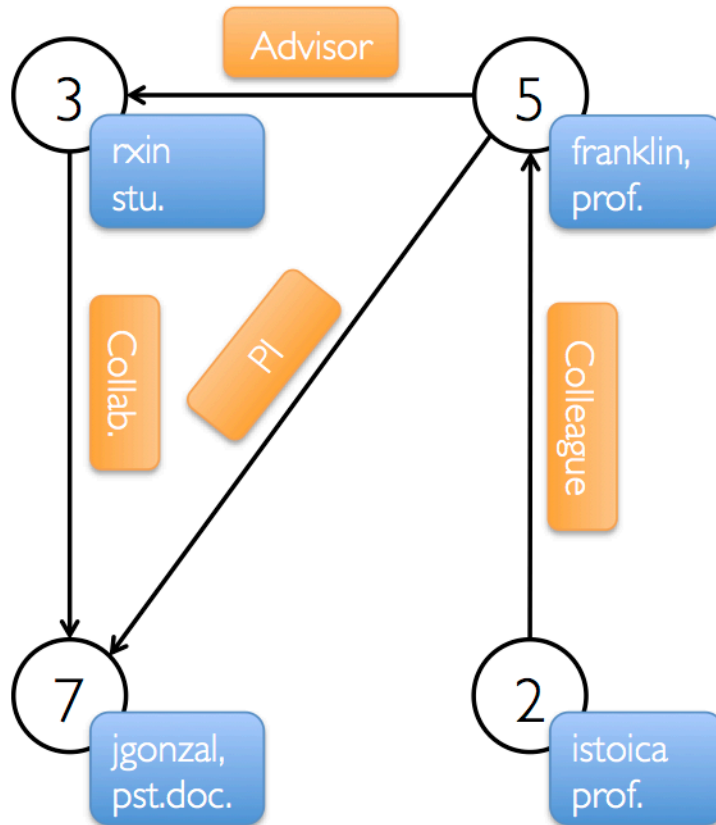 Advisor
3
5
rxin
stu.
franklin,
prof.
Collab.
PI
Colleague
7
2
jgonzal,
pst.doc.
istoica
prof.